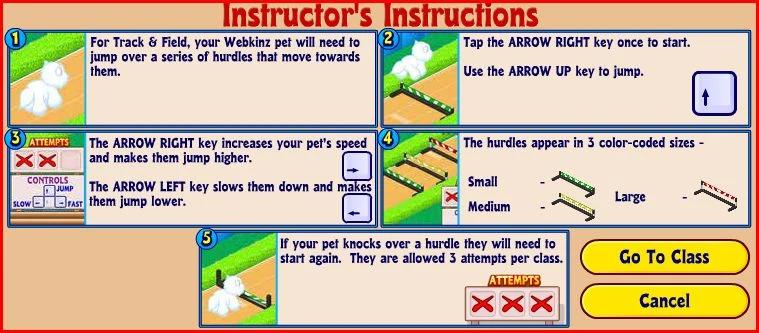 Instructor's Instructions
1
For Track & Field, your Webkinz pet will need to
jump over a series of hurdles that move towards
them.
2
Tap the ARROW RIGHT key once to start.
Use the ARROW UP key to jump.
3
ATTEMPTS
CONTROLS
JUMP
SLOW
FAST
The ARROW RIGHT key increases your pet's speed
and makes them jump higher.
The ARROW LEFT key slows them down and makes
them jump lower.
4
The hurdles appear in 3 color-coded sizes -
Small -
Medium -
Large -
5
If your pet knocks over a hurdle they will need to
start again. They are allowed 3 attempts per class.
ATTEMPTS
Go To Class
Cancel